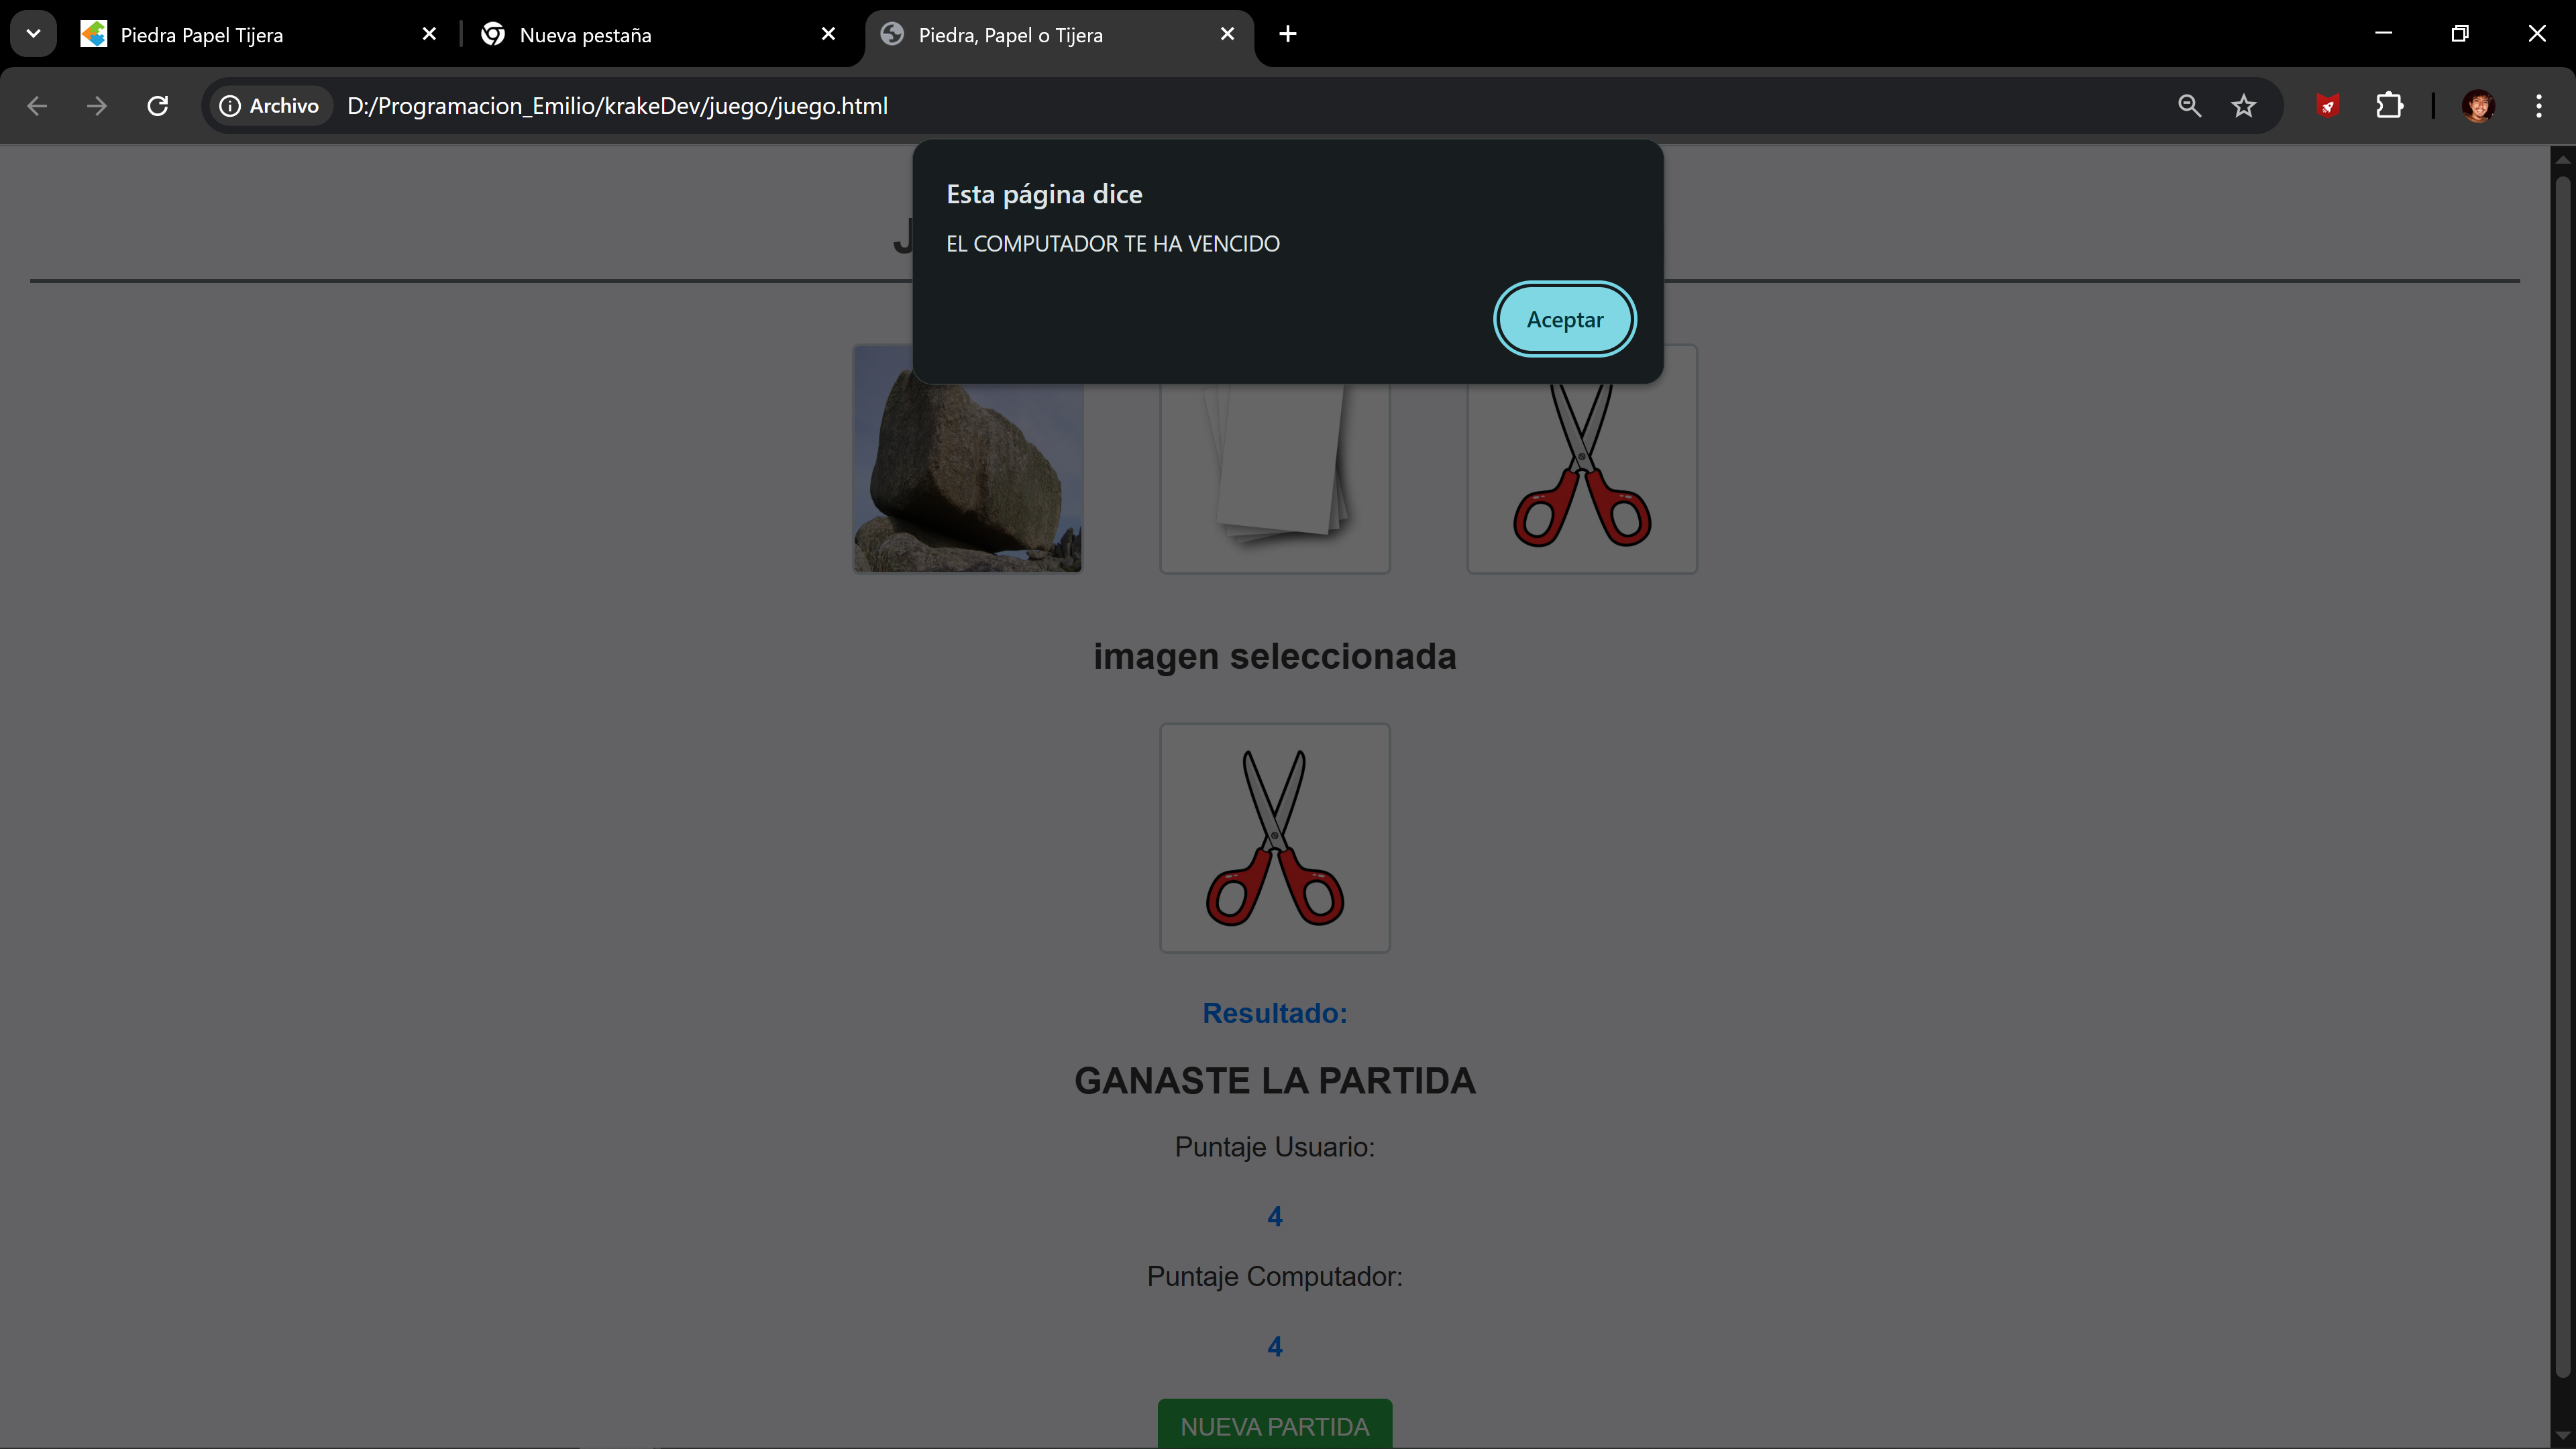 Piedra Papel Tijera
Nueva pestaña
Piedra, Papel o Tijera
Archivo
D:/Programacion_Emilio/krakeDev/juego/juego.html
Esta página dice
EL COMPUTADOR TE HA VENCIDO
Aceptar
imagen seleccionada
Resultado:
GANASTE LA PARTIDA
Puntaje Usuario:
4
Puntaje Computador:
4
NUEVA PARTIDA